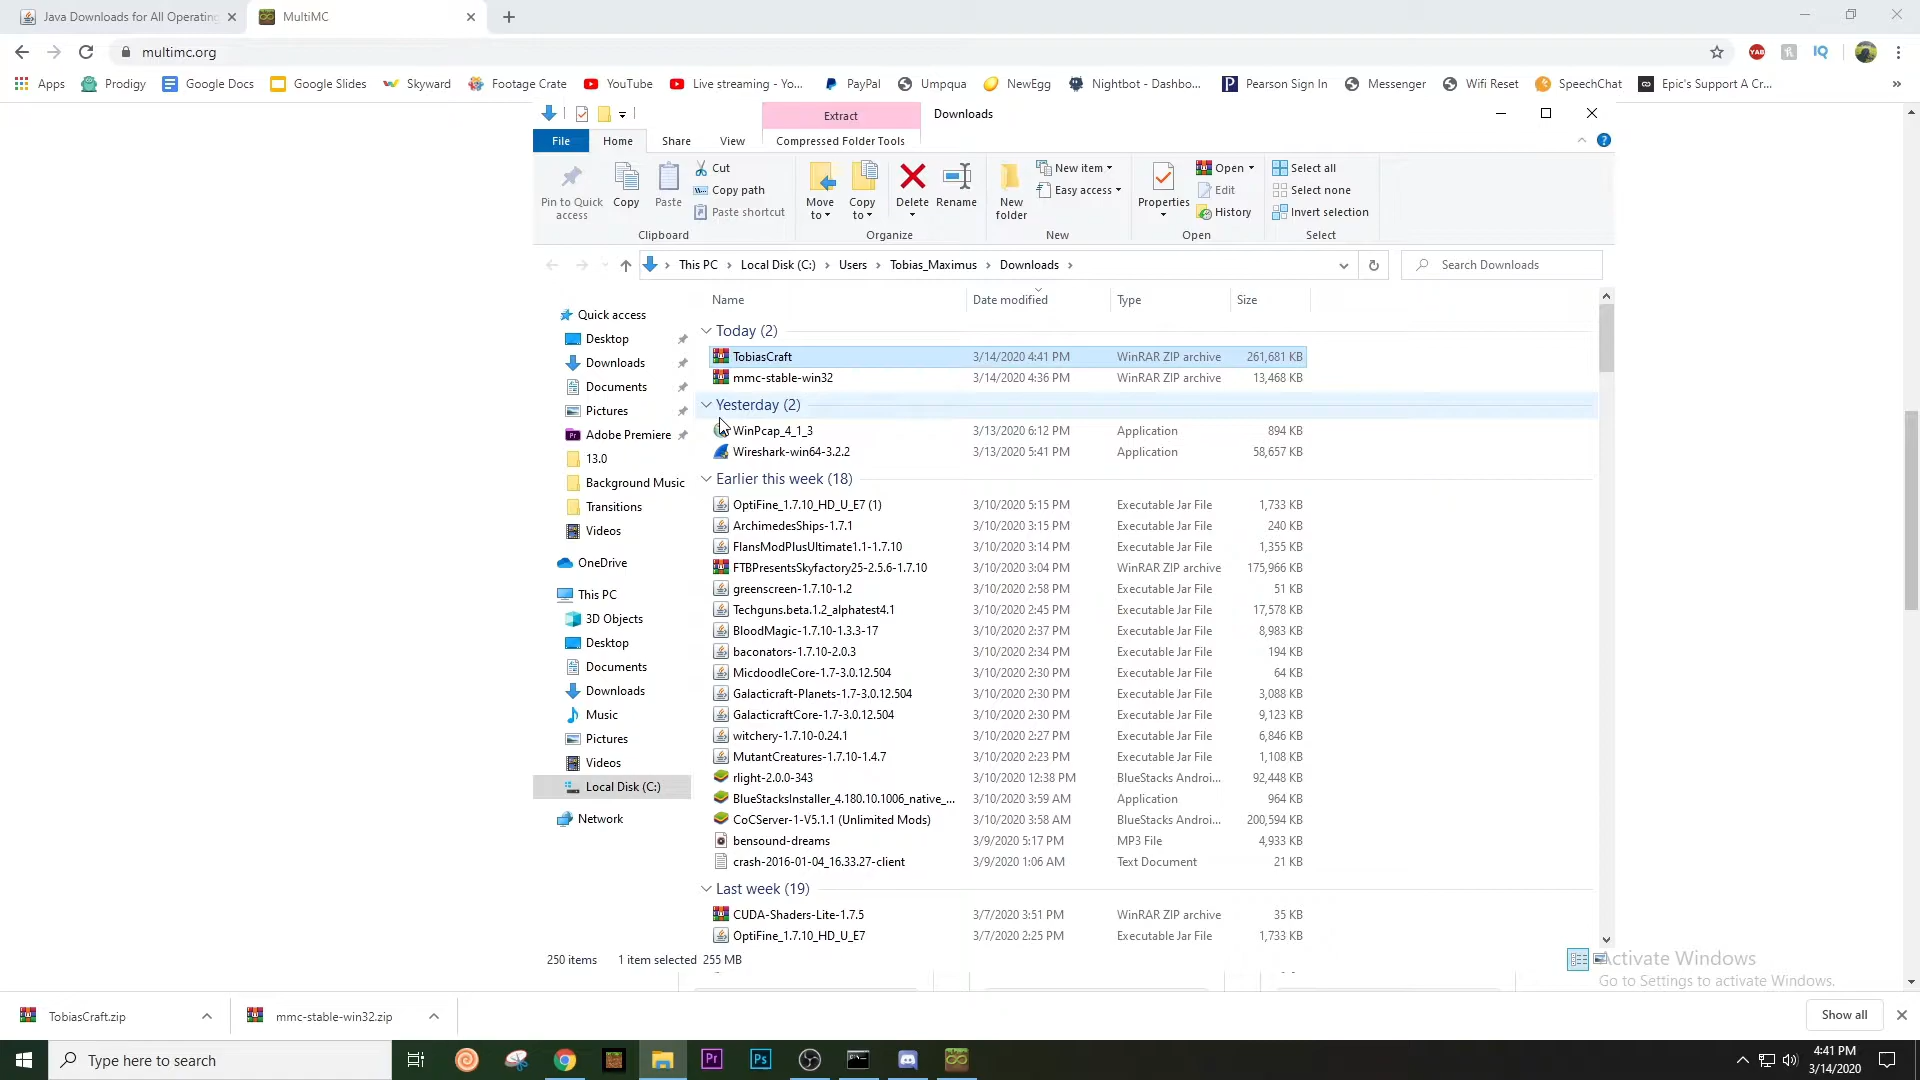 Java Downloads for All Operating
MultiMC
multimc.org
Apps Prodigy Google Docs Google Slides Skyward Footage Crate YouTube Live streaming - Yo... PayPal Umpqua NewEgg Nightbot - Dashbo... Pearson Sign In Messenger Wifi Reset SpeechChat Epic's Support A Cr...
Extract Downloads
File Home Share View Compressed Folder Tools
Pin to Quick access
Copy
Paste
Cut
Copy path
Paste shortcut
Clipboard
Move to
Copy to
Delete
Rename
Organize
New folder
New item
Easy access
New
Properties
Open
Edit
History
Open
Select all
Select none
Invert selection
Select
This PC Local Disk (C:) Users Tobias_Maximus Downloads
Search Downloads
Quick access
Desktop
Downloads
Documents
Pictures
Adobe Premiere
13.0
Background Music
Transitions
Videos
OneDrive
This PC
3D Objects
Desktop
Documents
Downloads
Music
Pictures
Videos
Local Disk (C:)
Network
Name Date modified Type Size
Today (2)
TobiasCraft 3/14/2020 4:41 PM WinRAR ZIP archive 261,681 KB
mmc-stable-win32 3/14/2020 4:36 PM WinRAR ZIP archive 13,468 KB
Yesterday (2)
WinPcap_4_1_3 3/13/2020 6:12 PM Application 894 KB
Wireshark-win64-3.2.2 3/13/2020 5:41 PM Application 58,657 KB
Earlier this week (18)
OptiFine_1.7.10_HD_U_E7 (1) 3/10/2020 5:15 PM Executable Jar File 1,733 KB
ArchimedesShips-1.7.1 3/10/2020 3:15 PM Executable Jar File 240 KB
FlansModPlusUltimate1.1-1.7.10 3/10/2020 3:14 PM Executable Jar File 1,355 KB
FTBPresentsSkyfactory25-2.5.6-1.7.10 3/10/2020 3:04 PM WinRAR ZIP archive 175,966 KB
greenscreen-1.7.10-1.2 3/10/2020 2:58 PM Executable Jar File 51 KB
Techguns.beta.1.2_alphatest4.1 3/10/2020 2:45 PM Executable Jar File 17,578 KB
BloodMagic-1.7.10-1.3.3-17 3/10/2020 2:37 PM Executable Jar File 8,983 KB
baconators-1.7.10-2.0.3 3/10/2020 2:34 PM Executable Jar File 194 KB
MicdoodleCore-1.7-3.0.12.504 3/10/2020 2:30 PM Executable Jar File 64 KB
Galacticraft-Planets-1.7-3.0.12.504 3/10/2020 2:30 PM Executable Jar File 3,088 KB
GalacticraftCore-1.7-3.0.12.504 3/10/2020 2:30 PM Executable Jar File 9,123 KB
witchery-1.7.10-0.24.1 3/10/2020 2:27 PM Executable Jar File 6,846 KB
MutantCreatures-1.7.10-1.4.7 3/10/2020 2:23 PM Executable Jar File 1,108 KB
rlight-2.0.0-343 3/10/2020 12:38 PM BlueStacks Androi... 92,448 KB
BlueStacksInstaller_4.180.10.1006_native_... 3/10/2020 3:59 AM Application 964 KB
CoCServer-1-V5.1.1 (Unlimited Mods) 3/10/2020 3:58 AM BlueStacks Androi... 200,594 KB
bensound-dreams 3/9/2020 5:17 PM MP3 File 4,933 KB
crash-2016-01-04_16.33.27-client 3/9/2020 1:06 AM Text Document 21 KB
Last week (19)
CUDA-Shaders-Lite-1.7.5 3/7/2020 3:51 PM WinRAR ZIP archive 35 KB
OptiFine_1.7.10_HD_U_E7 3/7/2020 2:25 PM Executable Jar File 1,733 KB
250 items 1 item selected 255 MB
Activate Windows
Go to Settings to activate Windows.
TobiasCraft.zip mmc-stable-win32.zip Show all
Type here to search
4:41 PM
3/14/2020